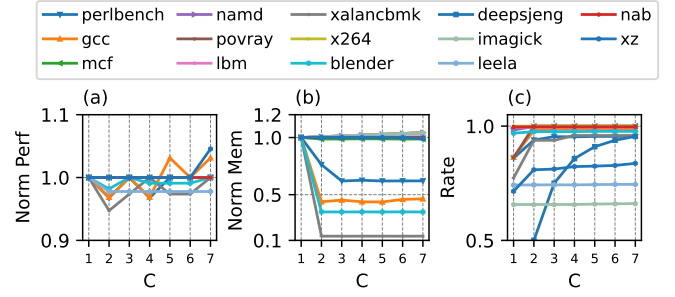 perlbench namd xalancbmk deepsjeng nab
gcc povray x264 imagick xz
mcf lbm blender leela
(a) (b) (c)
Norm Perf
1.1
1.0
0.9
1 2 3 4 5 6 7
C
Norm Mem
1.2
1.0
0.5
0.1
1 2 3 4 5 6 7
C
Rate
1.0
0.5
1 2 3 4 5 6 7
C